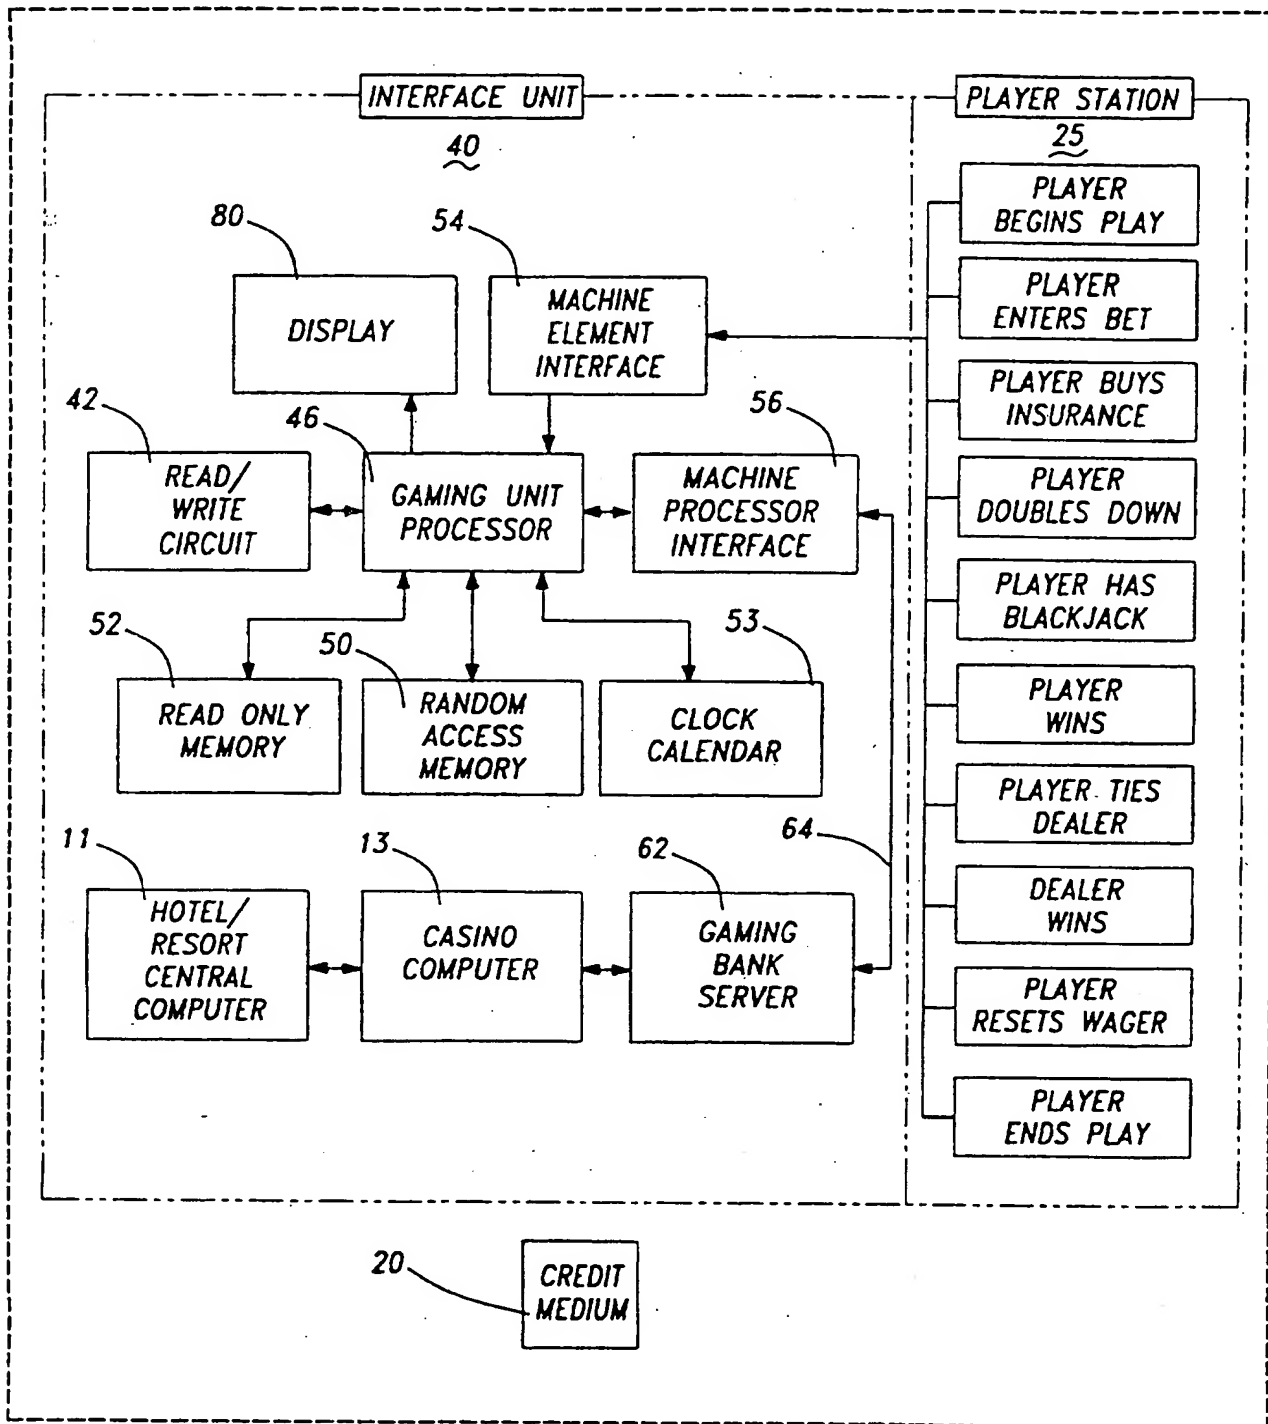 INTERFACE UNIT
40
PLAYER STATION
25
80
DISPLAY
54
MACHINE
ELEMENT
INTERFACE
42
READ/
WRITE
CIRCUIT
46
GAMING UNIT
PROCESSOR
56
MACHINE
PROCESSOR
INTERFACE
52
READ ONLY
MEMORY
50
RANDOM
ACCESS
MEMORY
53
CLOCK
CALENDAR
11
HOTEL/
RESORT
CENTRAL
COMPUTER
13
CASINO
COMPUTER
62
GAMING
BANK
SERVER
64
PLAYER
BEGINS PLAY
PLAYER
ENTERS BET
PLAYER BUYS
INSURANCE
PLAYER
DOUBLES DOWN
PLAYER HAS
BLACKJACK
PLAYER
WINS
PLAYER TIES
DEALER
DEALER
WINS
PLAYER
RESETS WAGER
PLAYER
ENDS PLAY
20
CREDIT
MEDIUM